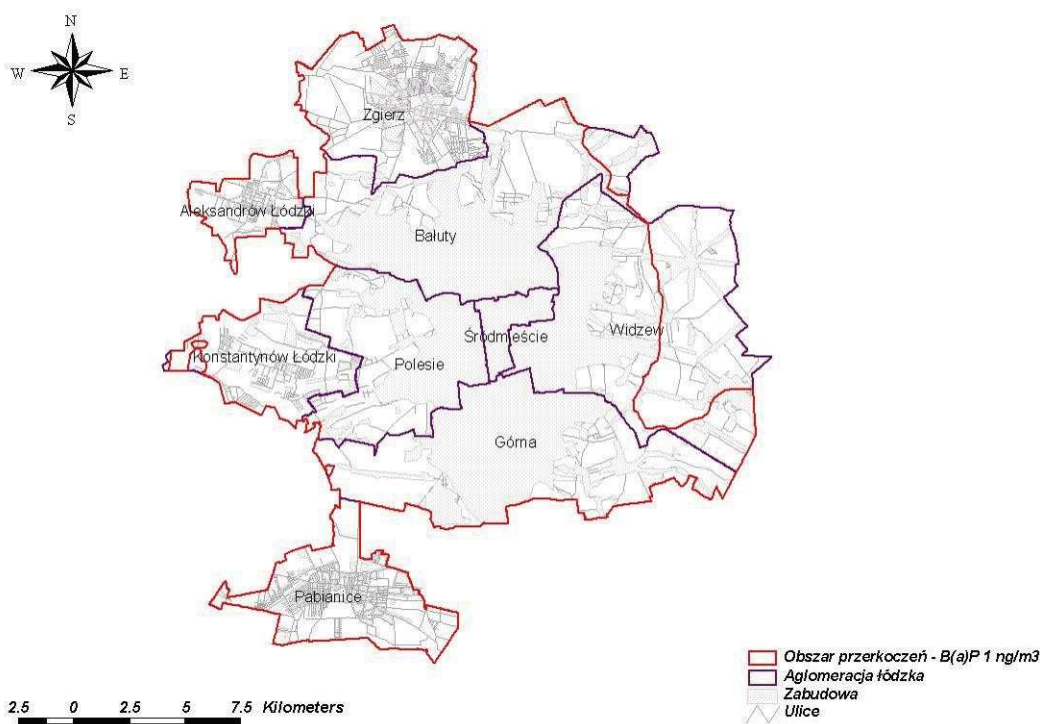 N
W E
S
Zgierz
Aleksandrów Łódzki
Bałuty
Śródmieście
Widzew
Konstantynów Łódzki
Polesie
Górna
Pabianice
Obszar przerkoczeń - B(a)P 1 ng/m3
Aglomeracja łódzka
Zabudowa
Ulice
2.5 0 2.5 5 7.5 Kilometers